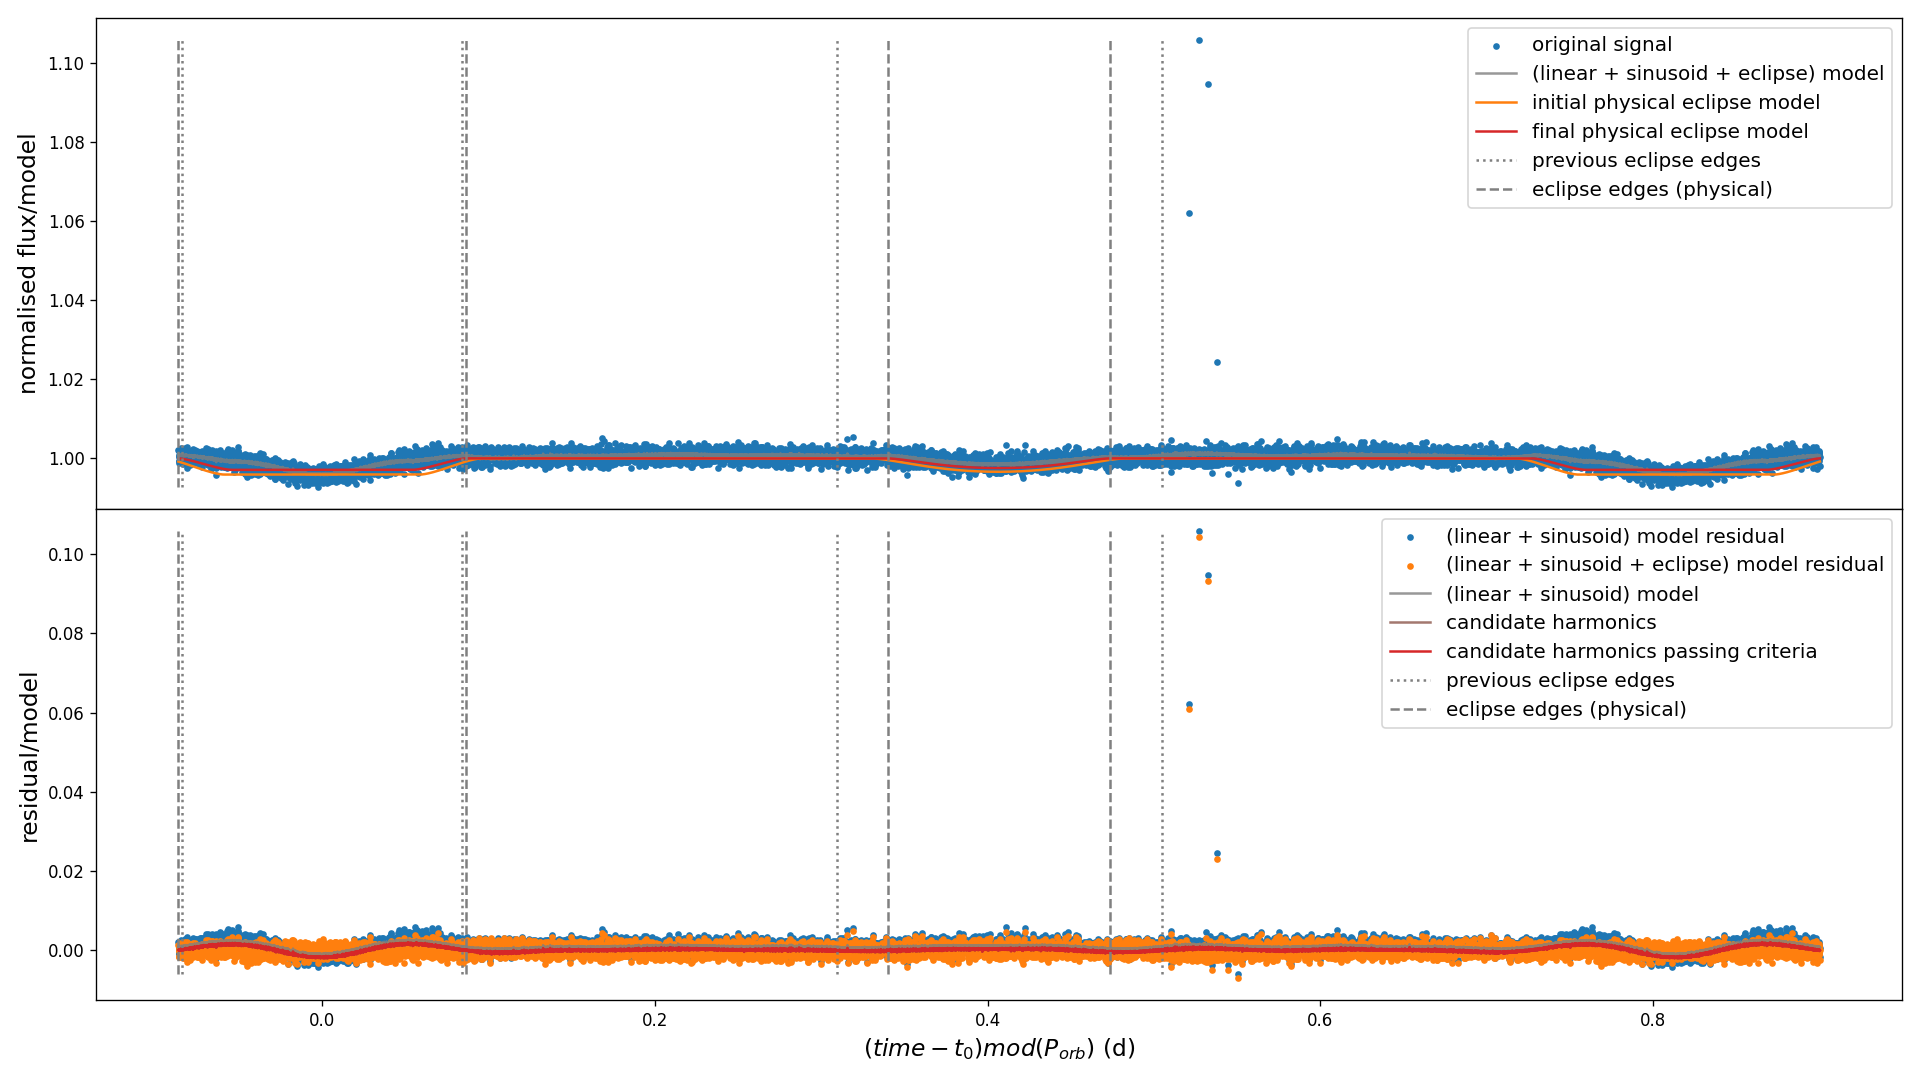 normalised flux/model
1.10
1.08
1.06
1.04
1.02
1.00
original signal
(linear + sinusoid + eclipse) model
initial physical eclipse model
final physical eclipse model
previous eclipse edges
eclipse edges (physical)
residual/model
0.10
0.08
0.06
0.04
0.02
0.00
(linear + sinusoid) model residual
(linear + sinusoid + eclipse) model residual
(linear + sinusoid) model
candidate harmonics
candidate harmonics passing criteria
previous eclipse edges
eclipse edges (physical)
0.0 0.2 0.4 0.6 0.8
(time − t₀)mod(P_orb) (d)